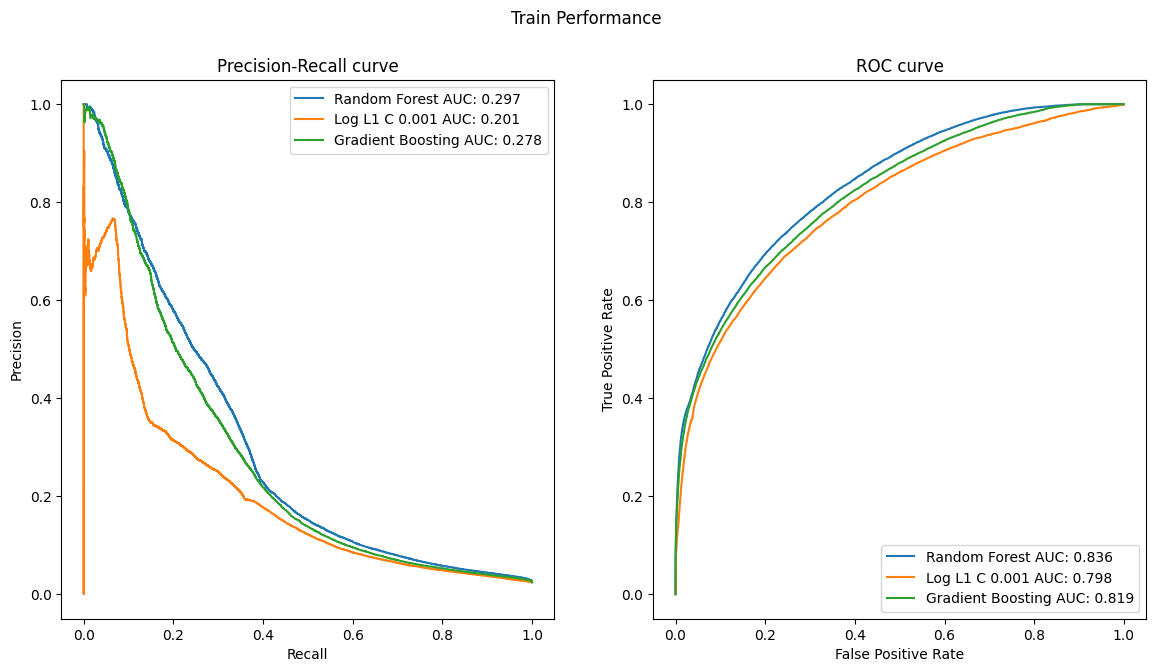 Train Performance
Precision-Recall curve
Random Forest AUC: 0.297
Log L1 C 0.001 AUC: 0.201
Gradient Boosting AUC: 0.278
Precision
1.0
0.8
0.6
0.4
0.2
0.0
0.0 0.2 0.4 0.6 0.8 1.0
Recall
ROC curve
True Positive Rate
1.0
0.8
0.6
0.4
0.2
0.0
Random Forest AUC: 0.836
Log L1 C 0.001 AUC: 0.798
Gradient Boosting AUC: 0.819
0.0 0.2 0.4 0.6 0.8 1.0
False Positive Rate